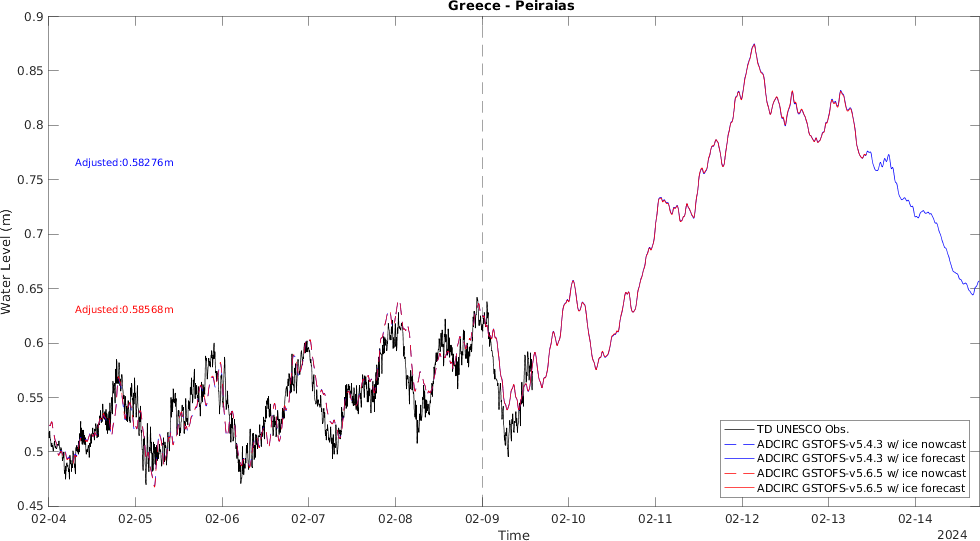 Greece - Peiraias
0.9
0.85
0.8
0.75
0.7
0.65
0.6
0.55
0.5
0.45
Water Level (m)
Adjusted:0.58276m
Adjusted:0.58568m
TD UNESCO Obs.
ADCIRC GSTOFS-v5.4.3 w/ ice nowcast
ADCIRC GSTOFS-v5.4.3 w/ ice forecast
ADCIRC GSTOFS-v5.6.5 w/ ice nowcast
ADCIRC GSTOFS-v5.6.5 w/ ice forecast
02-04 02-05 02-06 02-07 02-08 02-09 02-10 02-11 02-12 02-13 02-14
Time
2024